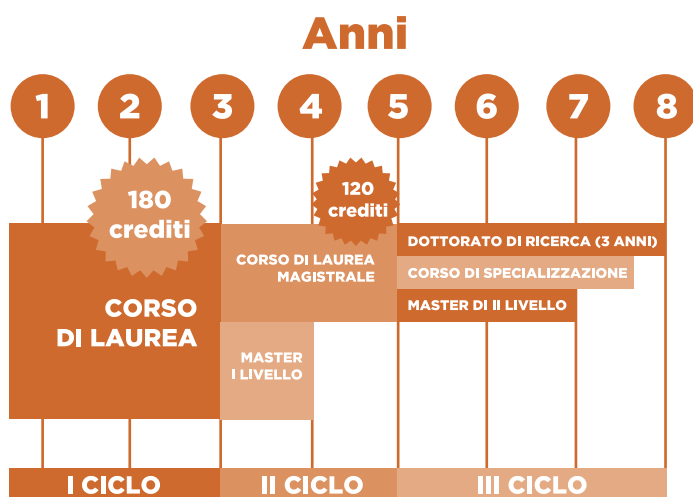 Anni
1 2 3 4 5 6 7 8
180
crediti
120
crediti
CORSO
DI LAUREA
CORSO DI LAUREA
MAGISTRALE
MASTER
I LIVELLO
DOTTORATO DI RICERCA (3 ANNI)
CORSO DI SPECIALIZZAZIONE
MASTER DI II LIVELLO
I CICLO
II CICLO
III CICLO